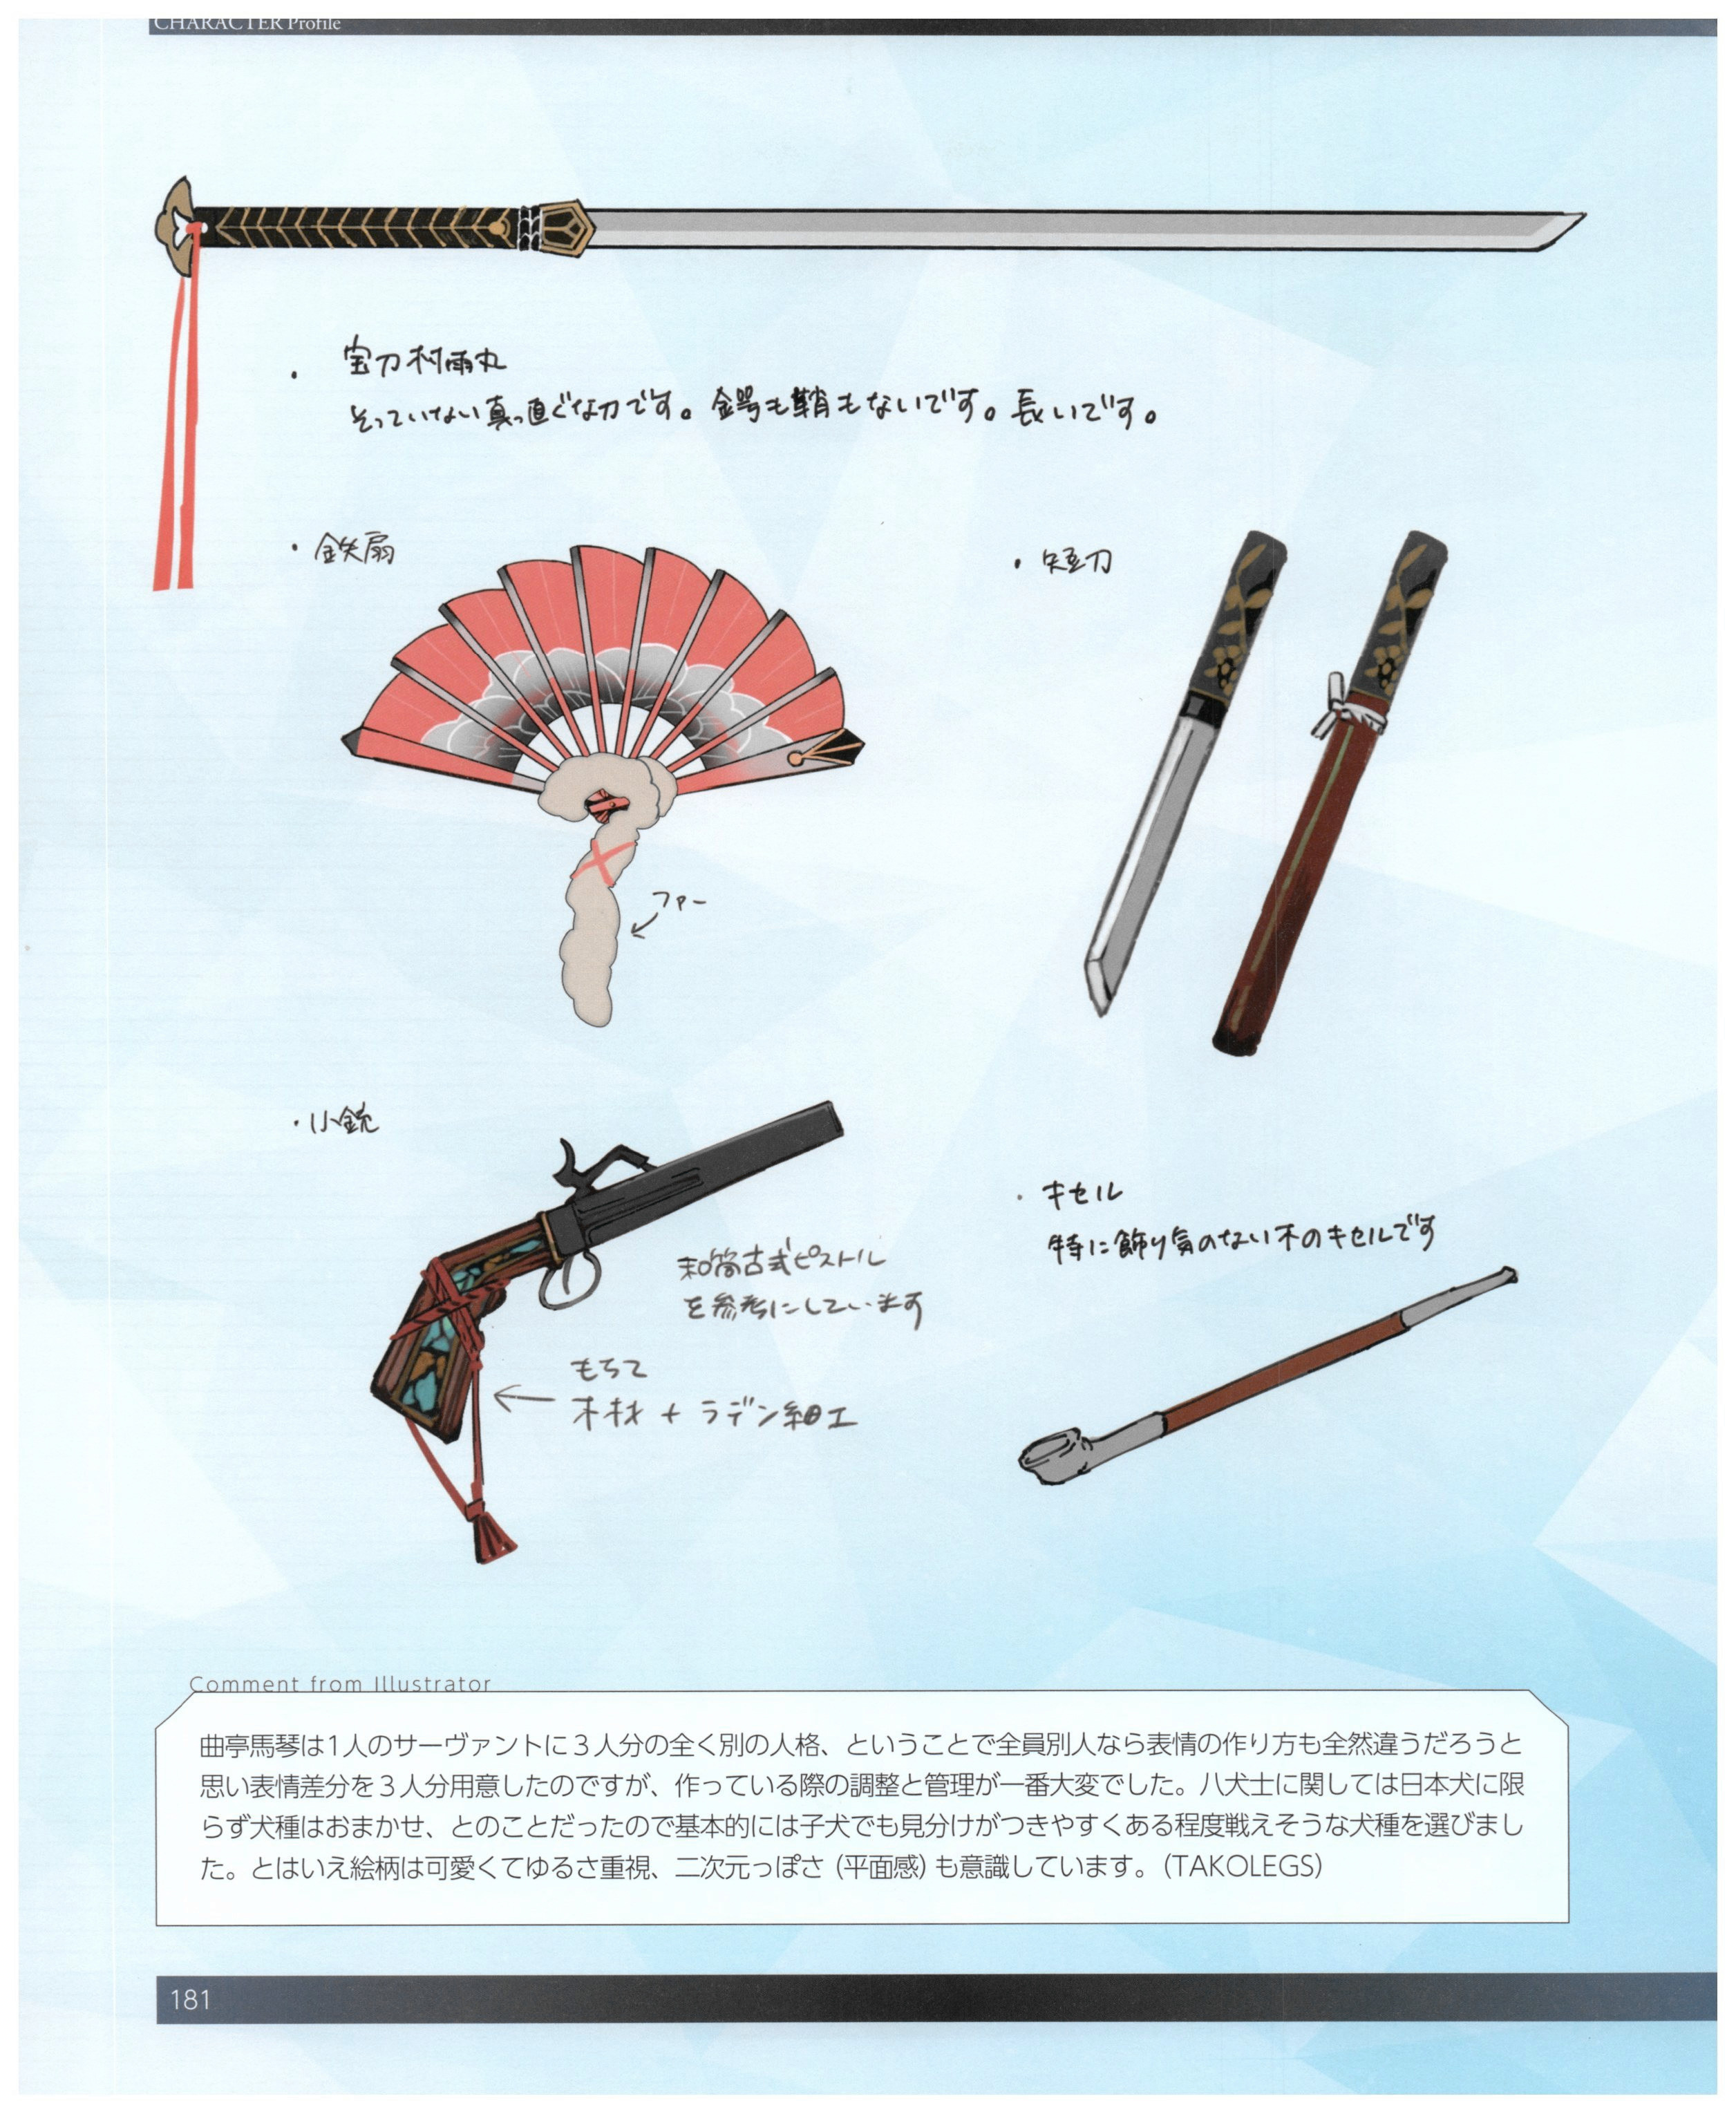 CHARACTER Profile
・宝刀村雨丸
そっていない真っ直ぐな刀です。鍔も鞘もないです。長いです。
・鉄扇
・短刀
ファー
・小銃
和筒古式ピストル
を参考にしています
もちて
木材 + ラデン細工
・キセル
特に飾り気のない木のキセルです
Comment from Illustrator
曲亭馬琴は1人のサーヴァントに3人分の全く別の人格、ということで全員別人なら表情の作り方も全然違うだろうと
思い表情差分を3人分用意したのですが、作っている際の調整と管理が一番大変でした。八犬士に関しては日本犬に限
らず犬種はおまかせ、とのことだったので基本的には子犬でも見分けがつきやすくある程度戦えそうな犬種を選びまし
た。とはいえ絵柄は可愛くてゆるさ重視、二次元っぽさ（平面感）も意識しています。（TAKOLEGS）
181